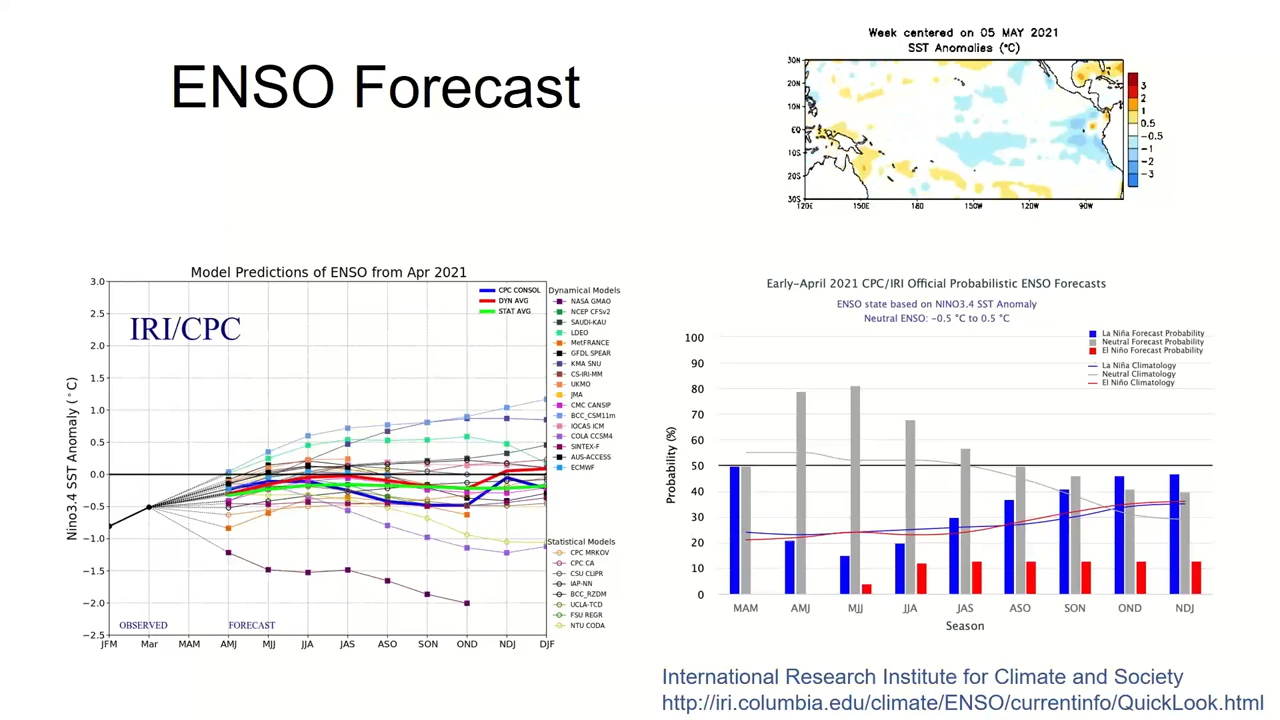 ENSO Forecast
Week centered on 05 MAY 2021
SST Anomalies (°C)
30N
20N
10N
EQ
10S
20S
30S
120E
150E
180
150W
120W
90W
3
2
1
0.5
−0.5
−1
−2
−3
Model Predictions of ENSO from Apr 2021
IRI/CPC
Nino3.4 SST Anomaly (°C)
3.0
2.5
2.0
1.5
1.0
0.5
0.0
−0.5
−1.0
−1.5
−2.0
−2.5
OBSERVED
FORECAST
JFM
Mar
MAM
AMJ
MJJ
JJA
JAS
ASO
SON
OND
NDJ
DJF
CPC CONSOL
DYN AVG
STAT AVG
Dynamical Models
NASA GMAO
NCEP CFSv2
SAUDI-KAU
LDEO
MetFRANCE
GFDL SPEAR
KMA SNU
CS-IRI-MM
UKMO
JMA
CMC CANSIP
BCC_CSM11m
IOCAS ICM
COLA CCSM4
SINTEX-F
AUS-ACCESS
ECMWF
Statistical Models
CPC MRKOV
CPC CA
CSU CLIPR
IAP-NN
BCC_RZDM
UCLA-TCD
FSU REGR
NTU CODA
Early-April 2021 CPC/IRI Official Probabilistic ENSO Forecasts
ENSO state based on NINO3.4 SST Anomaly
Neutral ENSO: −0.5 °C to 0.5 °C
La Niña Forecast Probability
Neutral Forecast Probability
El Niño Forecast Probability
La Niña Climatology
Neutral Climatology
El Niño Climatology
Probability (%)
100
90
80
70
60
50
40
30
20
10
0
MAM
AMJ
MJJ
JJA
JAS
ASO
SON
OND
NDJ
Season
International Research Institute for Climate and Society
http://iri.columbia.edu/climate/ENSO/currentinfo/QuickLook.html